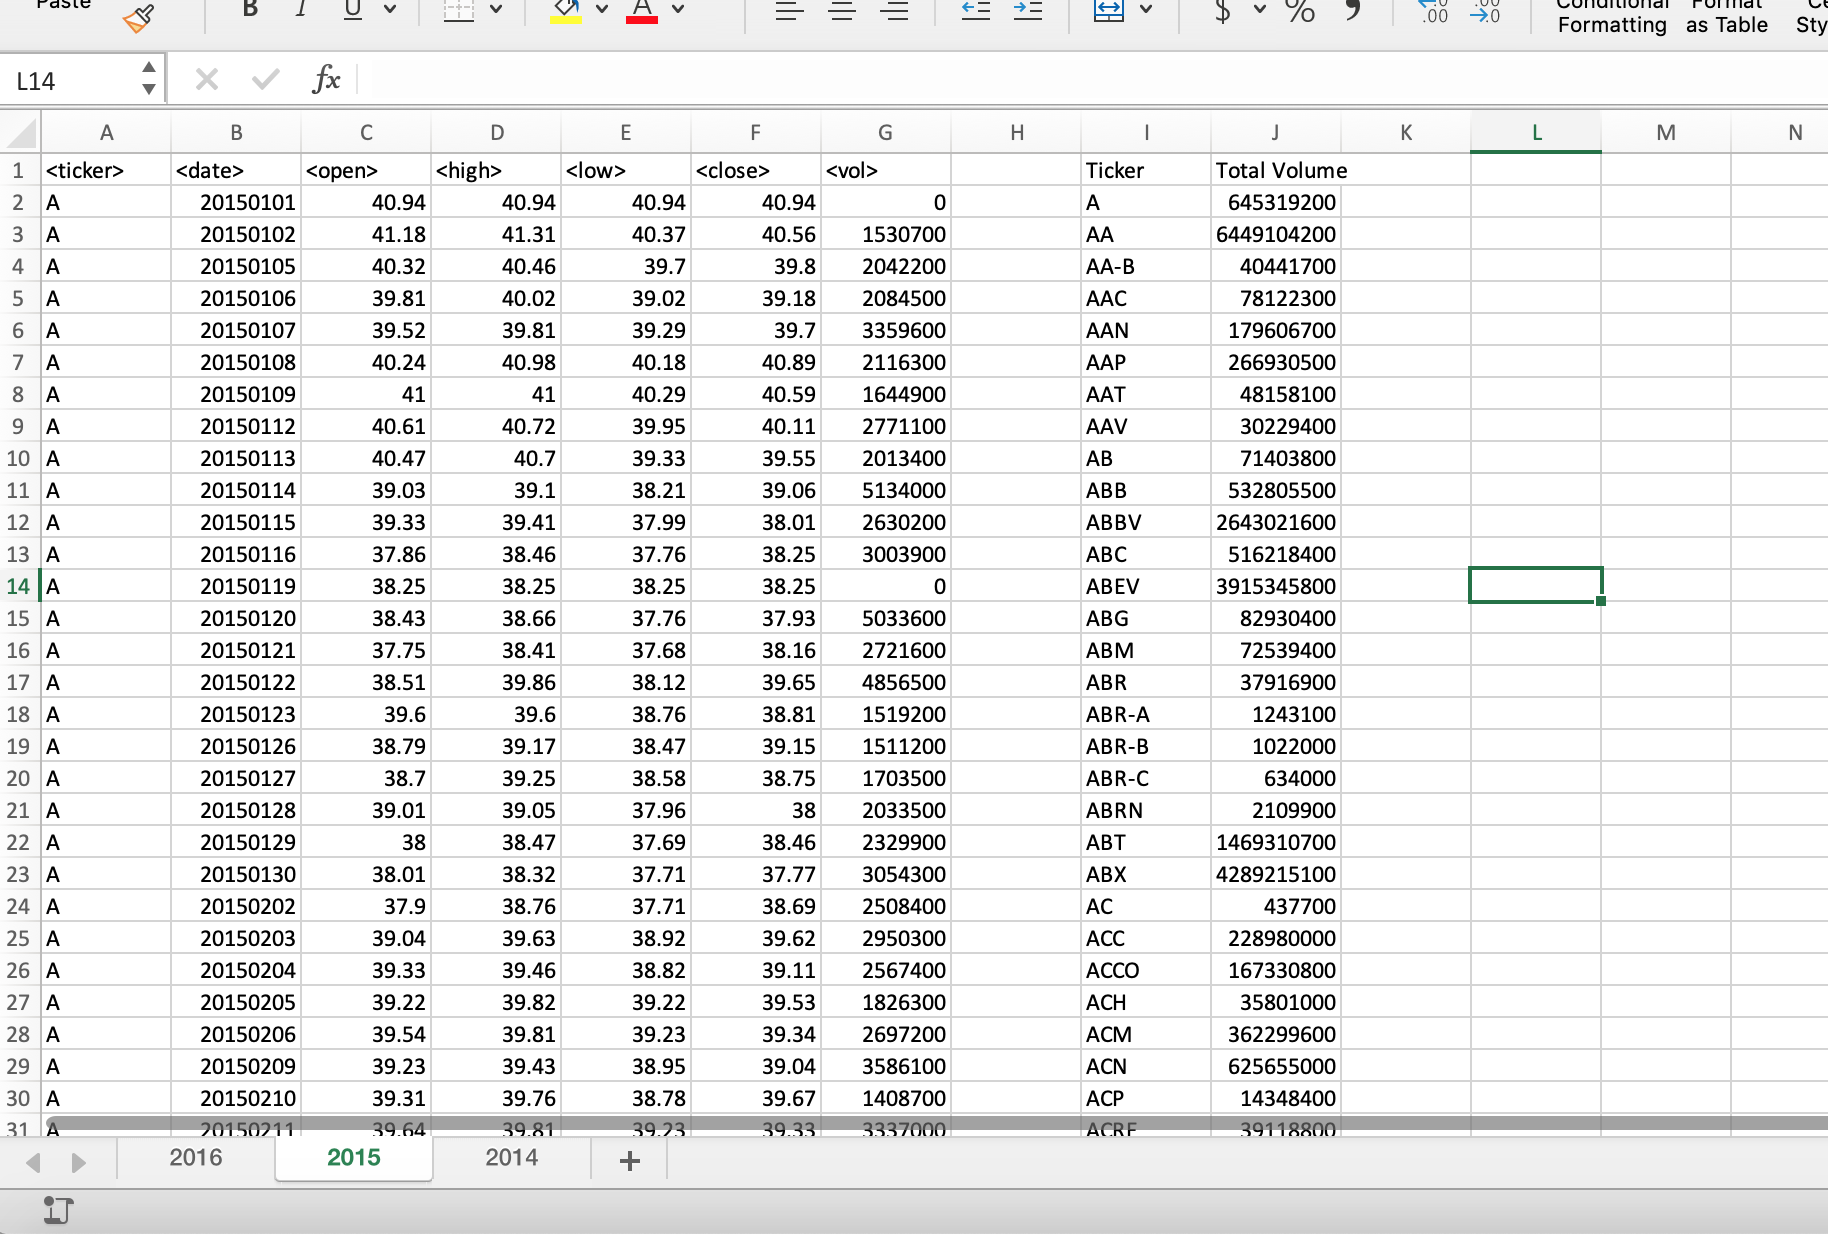 Paste B I U A $ % .00 .00
Conditional Format
Formatting as Table Sty
L14 fx
A B C D E F G H I J K L M N
1 <ticker> <date> <open> <high> <low> <close> <vol> Ticker Total Volume
2 A 20150101 40.94 40.94 40.94 40.94 0 A 645319200
3 A 20150102 41.18 41.31 40.37 40.56 1530700 AA 6449104200
4 A 20150105 40.32 40.46 39.7 39.8 2042200 AA-B 40441700
5 A 20150106 39.81 40.02 39.02 39.18 2084500 AAC 78122300
6 A 20150107 39.52 39.81 39.29 39.7 3359600 AAN 179606700
7 A 20150108 40.24 40.98 40.18 40.89 2116300 AAP 266930500
8 A 20150109 41 41 40.29 40.59 1644900 AAT 48158100
9 A 20150112 40.61 40.72 39.95 40.11 2771100 AAV 30229400
10 A 20150113 40.47 40.7 39.33 39.55 2013400 AB 71403800
11 A 20150114 39.03 39.1 38.21 39.06 5134000 ABB 532805500
12 A 20150115 39.33 39.41 37.99 38.01 2630200 ABBV 2643021600
13 A 20150116 37.86 38.46 37.76 38.25 3003900 ABC 516218400
14 A 20150119 38.25 38.25 38.25 38.25 0 ABEV 3915345800
15 A 20150120 38.43 38.66 37.76 37.93 5033600 ABG 82930400
16 A 20150121 37.75 38.41 37.68 38.16 2721600 ABM 72539400
17 A 20150122 38.51 39.86 38.12 39.65 4856500 ABR 37916900
18 A 20150123 39.6 39.6 38.76 38.81 1519200 ABR-A 1243100
19 A 20150126 38.79 39.17 38.47 39.15 1511200 ABR-B 1022000
20 A 20150127 38.7 39.25 38.58 38.75 1703500 ABR-C 634000
21 A 20150128 39.01 39.05 37.96 38 2033500 ABRN 2109900
22 A 20150129 38 38.47 37.69 38.46 2329900 ABT 1469310700
23 A 20150130 38.01 38.32 37.71 37.77 3054300 ABX 4289215100
24 A 20150202 37.9 38.76 37.71 38.69 2508400 AC 437700
25 A 20150203 39.04 39.63 38.92 39.62 2950300 ACC 228980000
26 A 20150204 39.33 39.46 38.82 39.11 2567400 ACCO 167330800
27 A 20150205 39.22 39.82 39.22 39.53 1826300 ACH 35801000
28 A 20150206 39.54 39.81 39.23 39.34 2697200 ACM 362299600
29 A 20150209 39.23 39.43 38.95 39.04 3586100 ACN 625655000
30 A 20150210 39.31 39.76 38.78 39.67 1408700 ACP 14348400
31 A 20150211 39.64 39.81 39.23 39.33 3337000 ACRE 39118800
2016 2015 2014 +